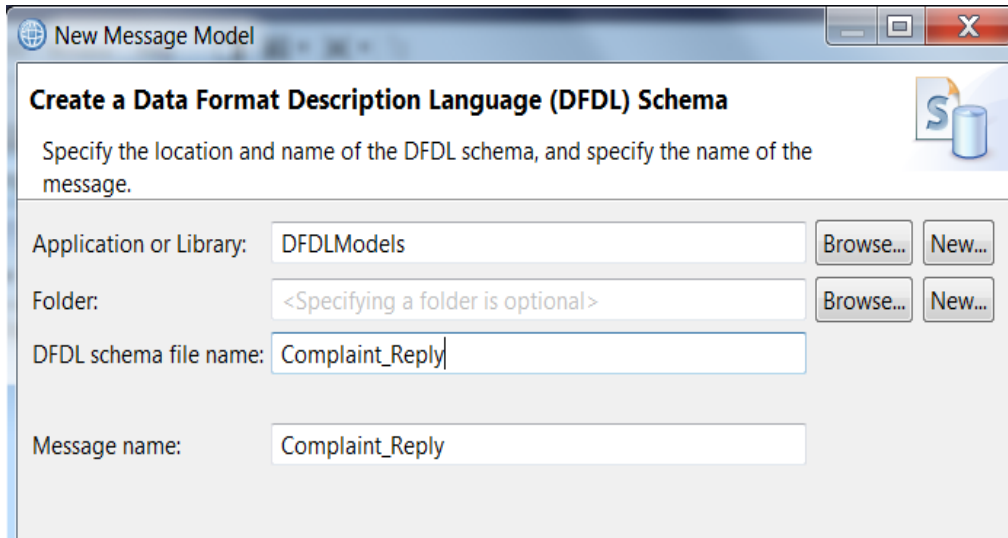 New Message Model
Create a Data Format Description Language (DFDL) Schema
Specify the location and name of the DFDL schema, and specify the name of the
message.
Application or Library: DFDLModels Browse... New...
Folder: <Specifying a folder is optional> Browse... New...
DFDL schema file name: Complaint_Reply
Message name: Complaint_Reply